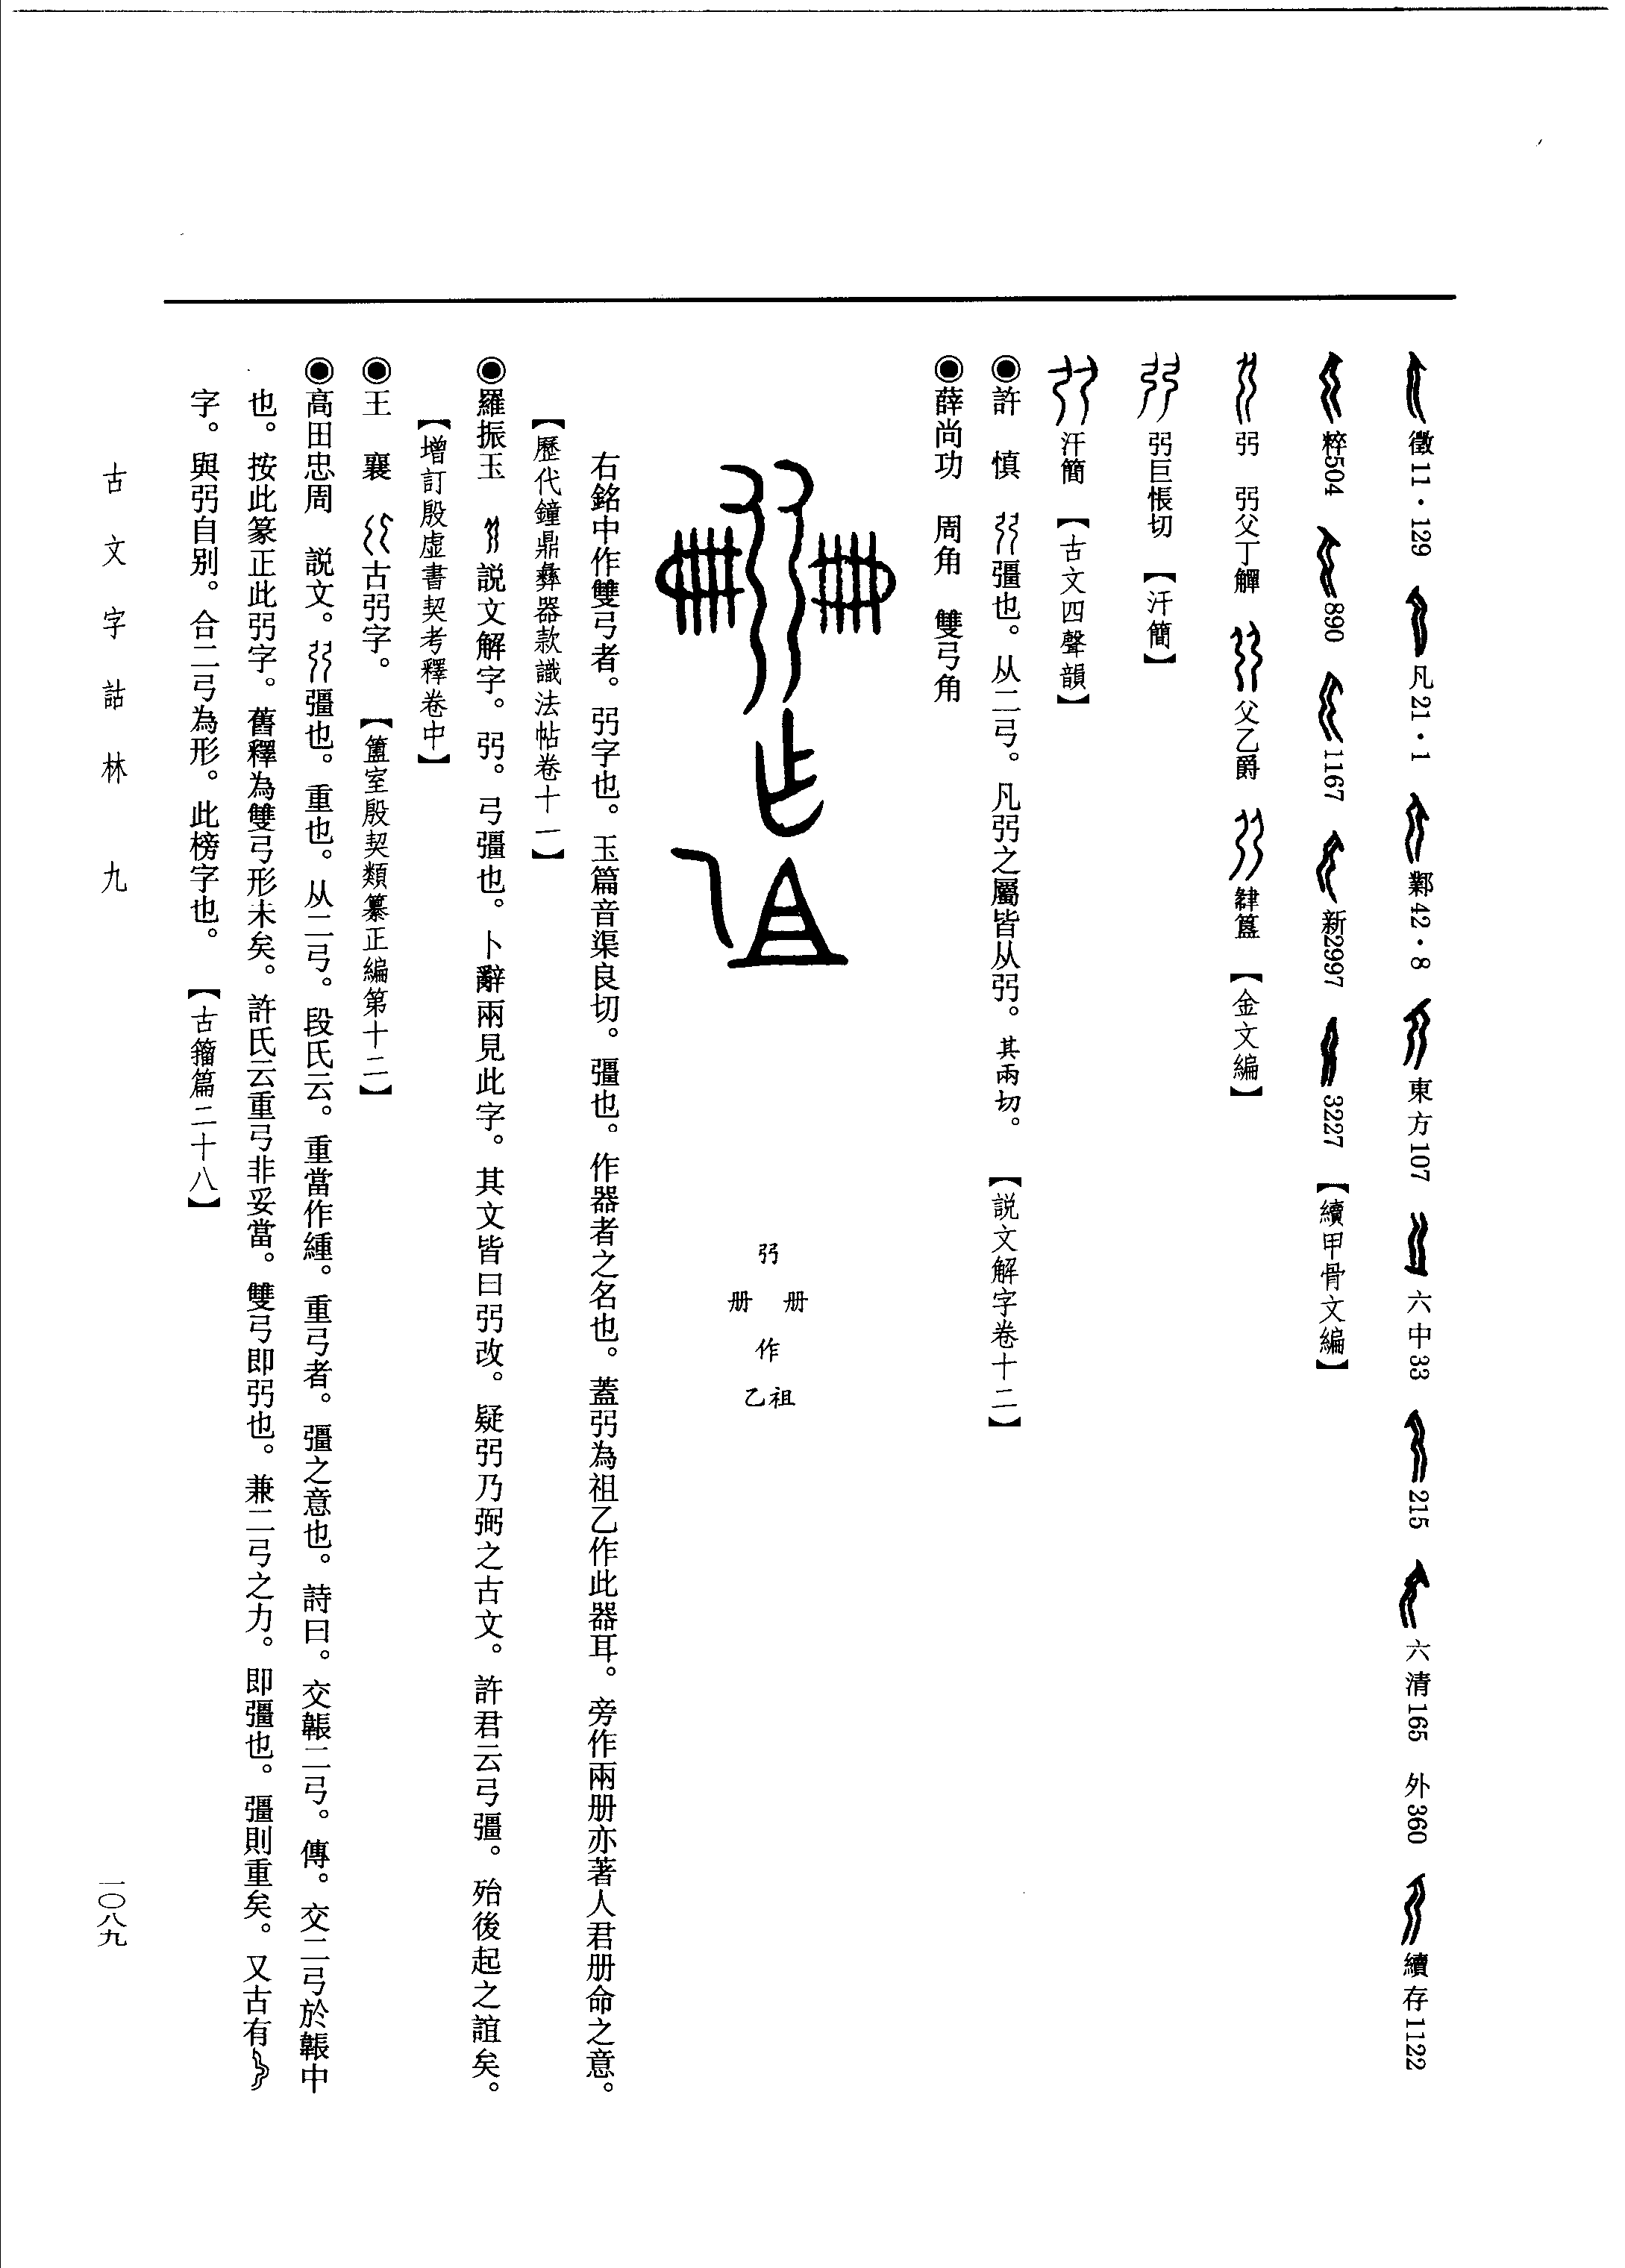 徵11·129 凡21·1 鄴42·8 東方107 六中33 215 六清165 外360 續存1122
粹504 890 1167 新2997 3227 【續甲骨文編】
弜 弜父丁觶 父乙爵 簋 【金文編】
弜巨悵切 【汗簡】
汗簡 【古文四聲韻】
◉許 慎 彊也。从二弓。凡弜之屬皆从弜。其兩切。 【説文解字卷十二】
◉薛尚功 周角 雙弓角
弜
册 册
作
乙祖
右銘中作雙弓者。弜字也。玉篇音渠良切。彊也。作器者之名也。蓋弜為祖乙作此器耳。旁作兩册亦著人君册命之意。
【歷代鐘鼎彝器款識法帖卷十一】
◉羅振玉 説文解字。弜。弓彊也。卜辭兩見此字。其文皆曰弜改。疑弜乃弼之古文。許君云弓彊。殆後起之誼矣。
【增訂殷虛書契考釋卷中】
◉王 襄 古弜字。 【簠室殷契類纂正編第十二】
◉高田忠周 説文。彊也。重也。从二弓。段氏云。重當作緟。重弓者。彊之意也。詩曰。交韔二弓。傳。交二弓於韔中
也。按此篆正此弜字。舊釋為雙弓形未矣。許氏云重弓非妥當。雙弓即弜也。兼二弓之力。即彊也。彊則重矣。又古有
字。與弜自别。合二弓為形。此榜字也。 【古籀篇二十八】
古文字詁林 九
一〇八九